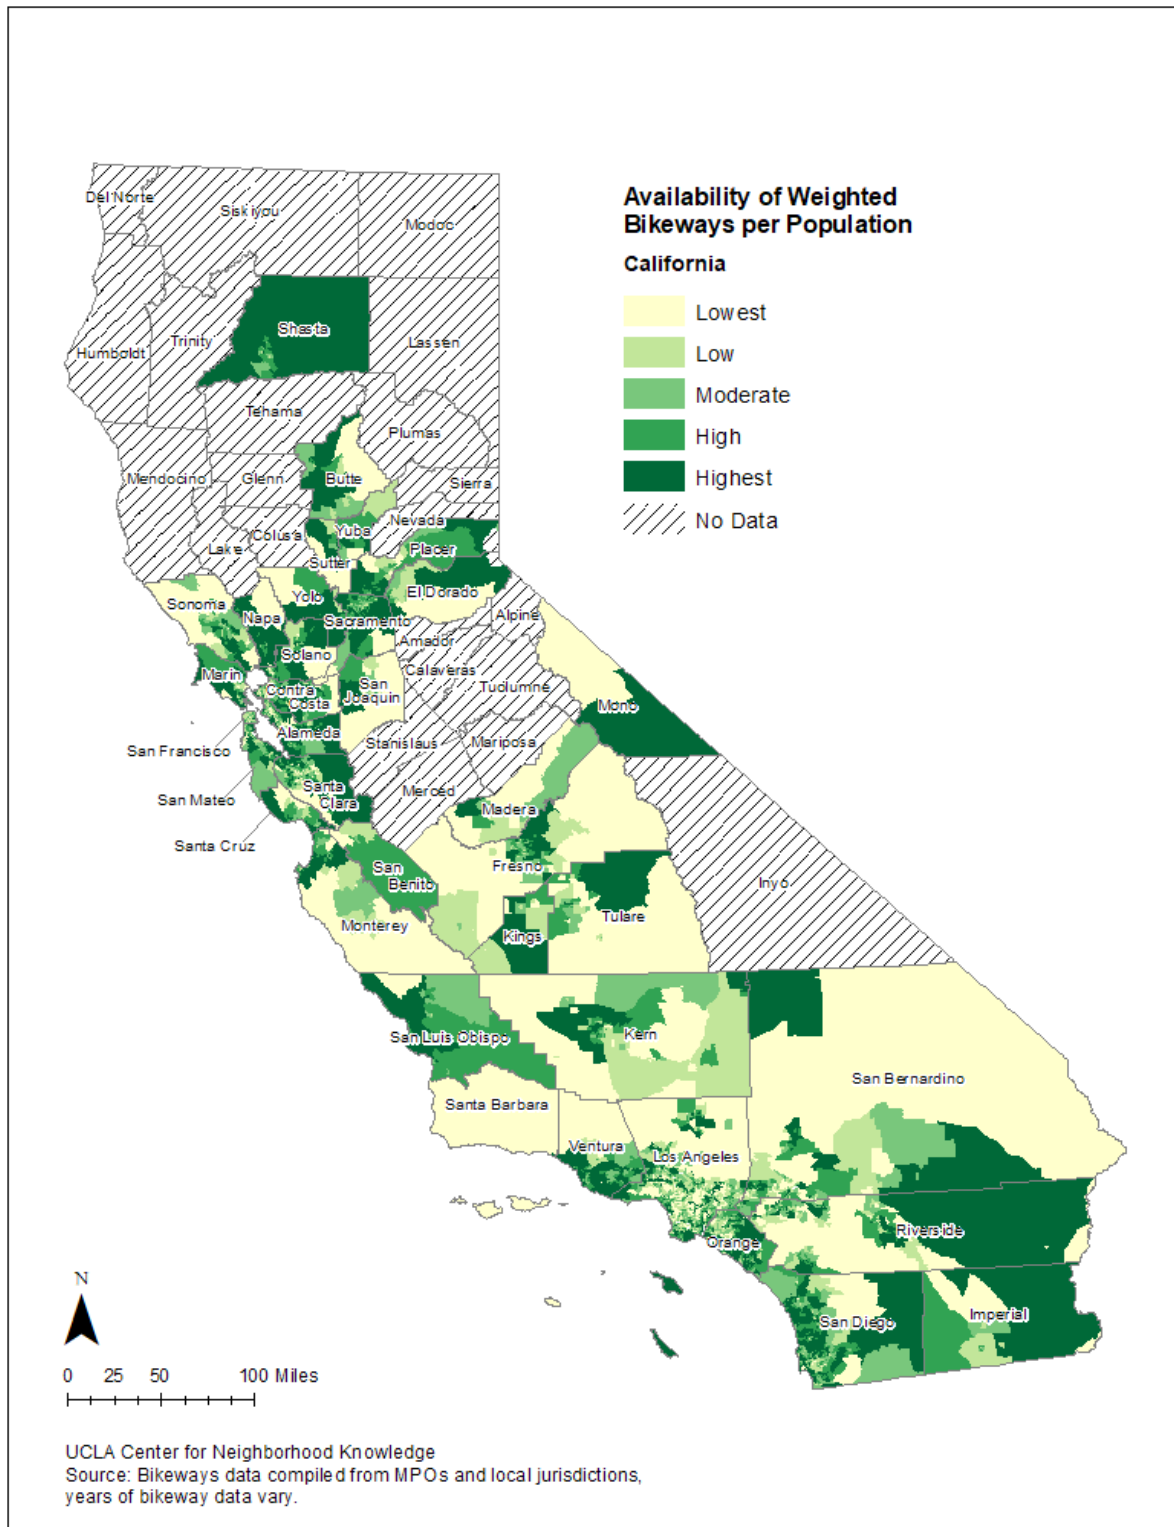 Availability of Weighted
Bikeways per Population
California
Lowest
Low
Moderate
High
Highest
No Data
Del Norte
Siskiyou
Modoc
Shasta
Trinity
Humboldt
Lassen
Tehama
Plumas
Mendocino
Glenn
Butte
Sierra
Nevada
Colusa
Yuba
Lake
Placer
Sutter
Yolo
El Dorado
Sonoma
Napa
Sacramento
Alpine
Amador
Solano
Marin
Calaveras
Contra
Costa
San
Joaquin
Tuolumne
Mono
Alameda
San Francisco
Stanislaus
Mariposa
Santa
Clara
San Mateo
Merced
Madera
Santa Cruz
Fresno
San
Benito
Inyo
Tulare
Monterey
Kings
San Luis Obispo
Kern
San Bernardino
Santa Barbara
Ventura
Los Angeles
Orange
Riverside
San Diego
Imperial
N
0 25 50 100 Miles
UCLA Center for Neighborhood Knowledge
Source: Bikeways data compiled from MPOs and local jurisdictions,
years of bikeway data vary.